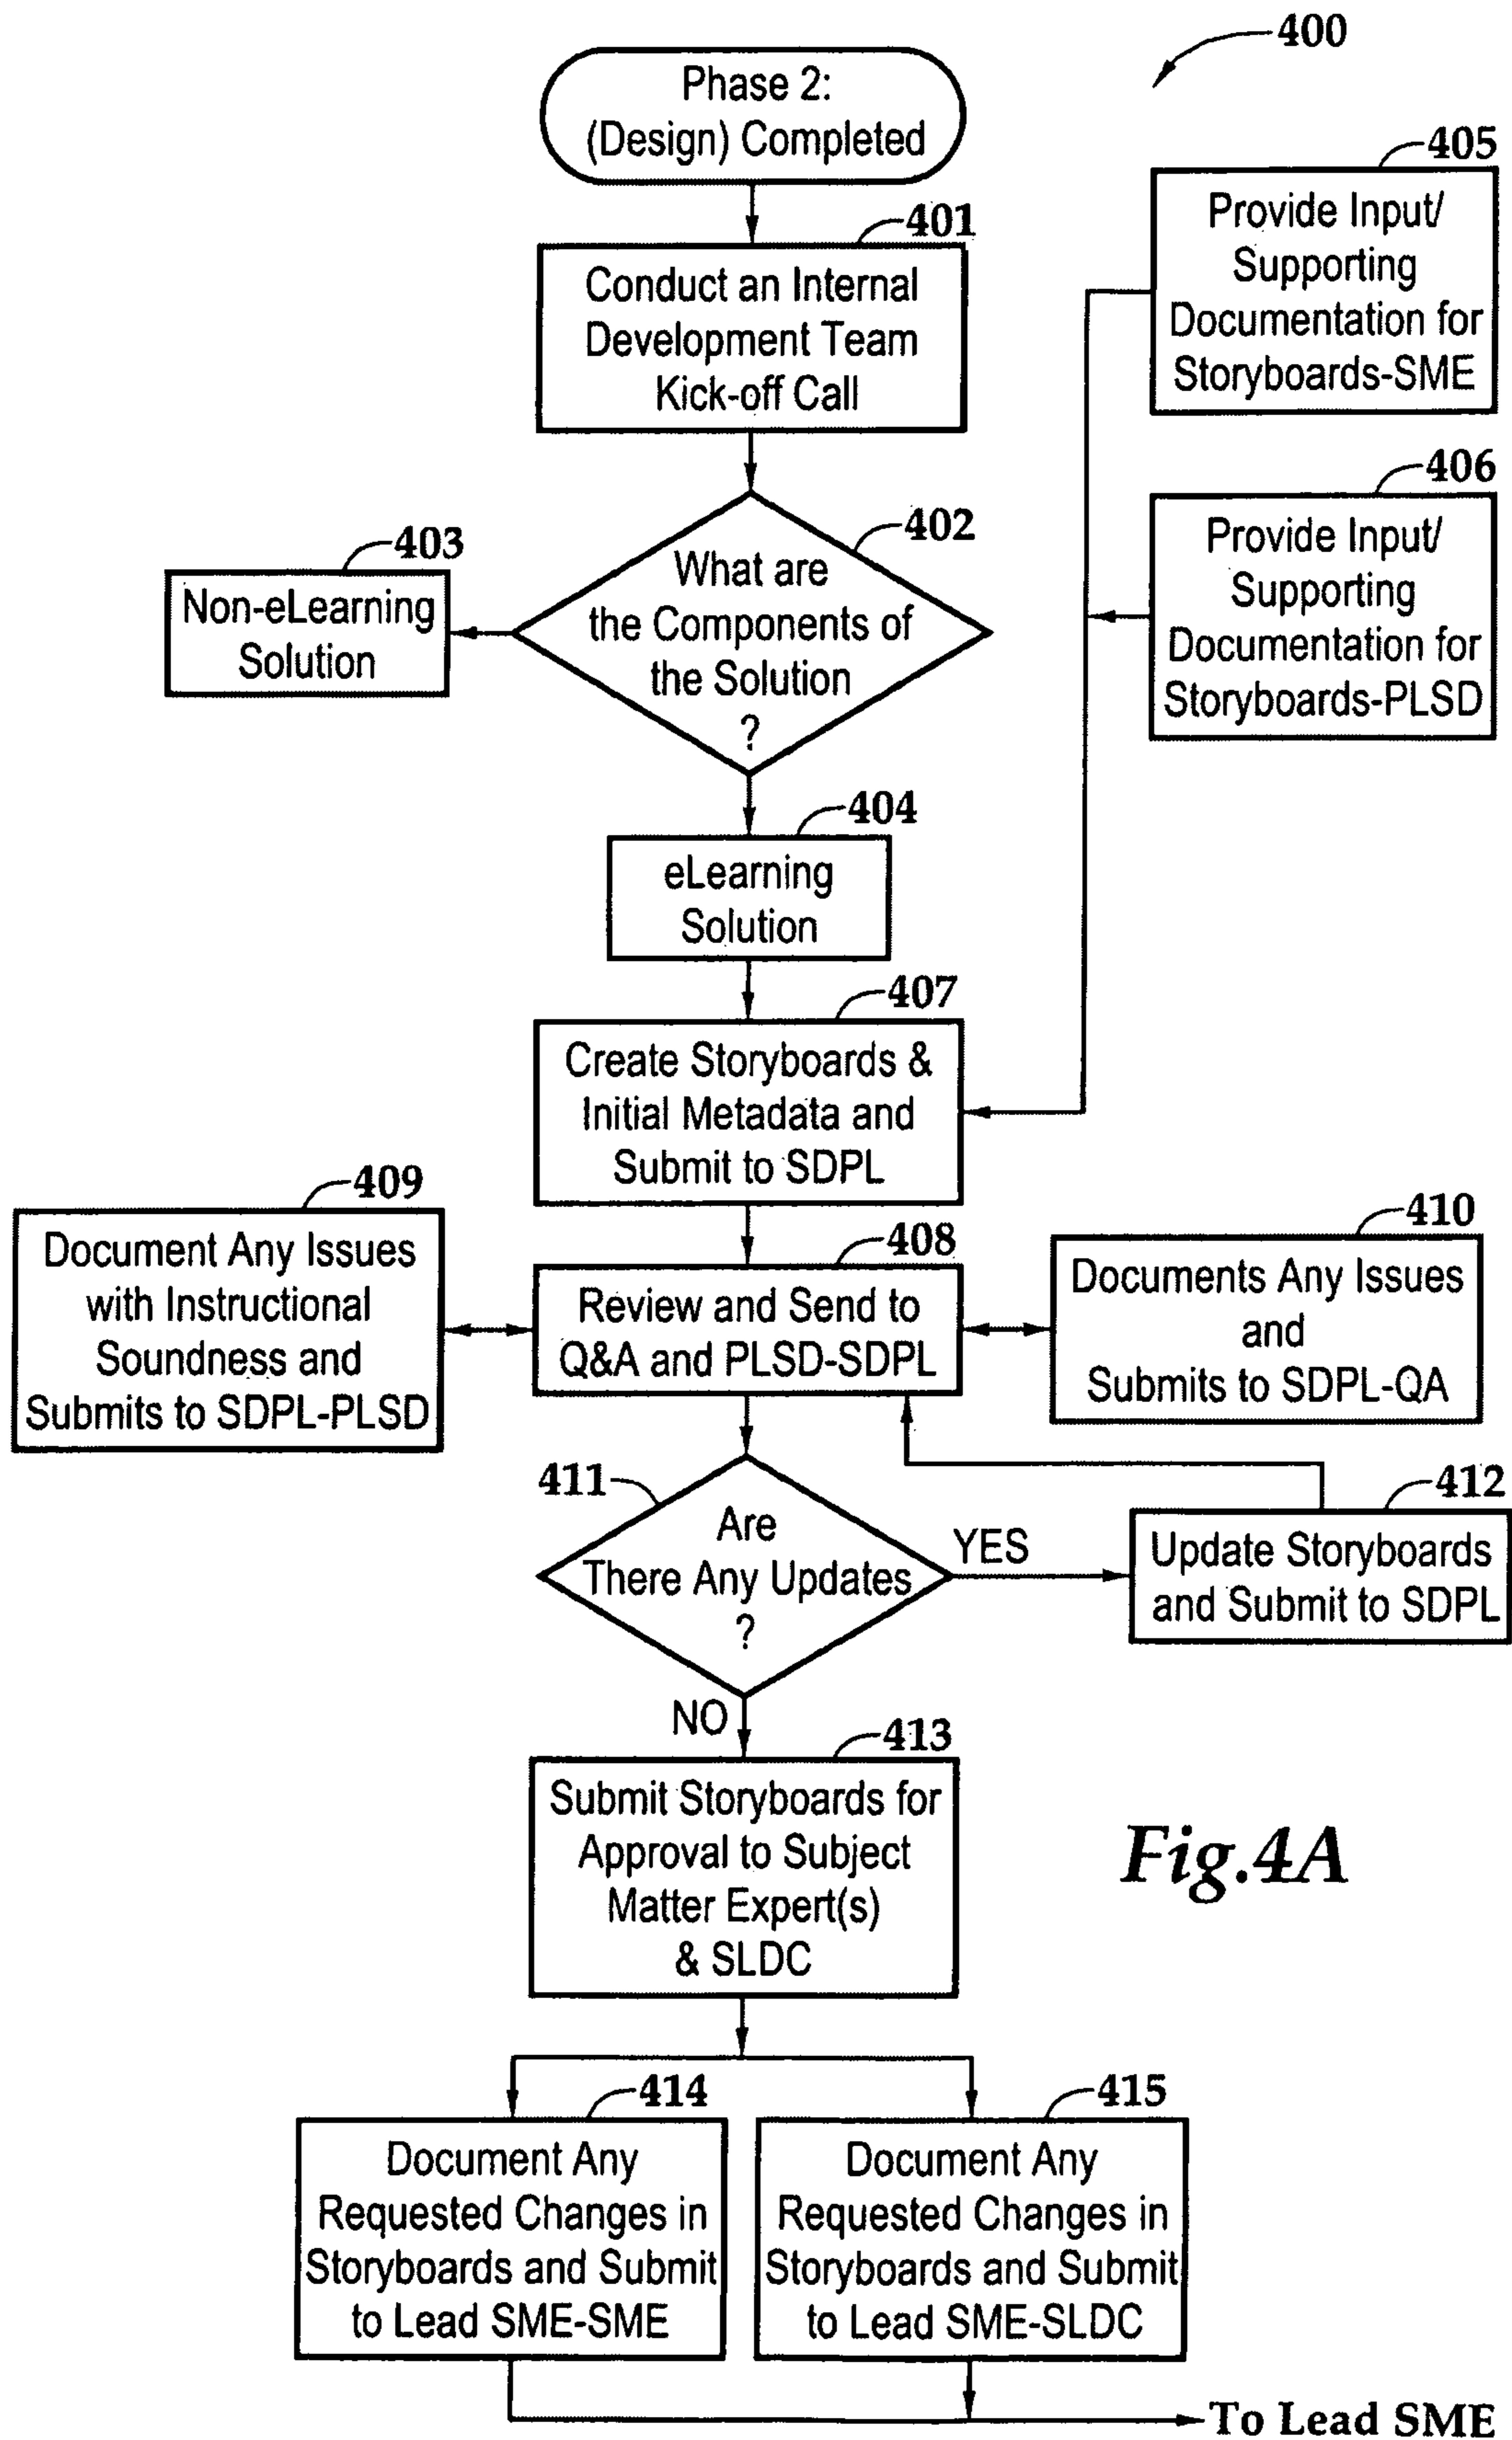 400
Phase 2:
(Design) Completed
401
Conduct an Internal
Development Team
Kick-off Call
405
Provide Input/
Supporting
Documentation for
Storyboards-SME
406
Provide Input/
Supporting
Documentation for
Storyboards-PLSD
402
What are
the Components of
the Solution
?
403
Non-eLearning
Solution
404
eLearning
Solution
407
Create Storyboards &
Initial Metadata and
Submit to SDPL
408
Review and Send to
Q&A and PLSD-SDPL
409
Document Any Issues
with Instructional
Soundness and
Submits to SDPL-PLSD
410
Documents Any Issues
and
Submits to SDPL-QA
411
Are
There Any Updates
?
YES
412
Update Storyboards
and Submit to SDPL
NO
413
Submit Storyboards for
Approval to Subject
Matter Expert(s)
& SLDC
Fig.4A
414
Document Any
Requested Changes in
Storyboards and Submit
to Lead SME-SME
415
Document Any
Requested Changes in
Storyboards and Submit
to Lead SME-SLDC
To Lead SME